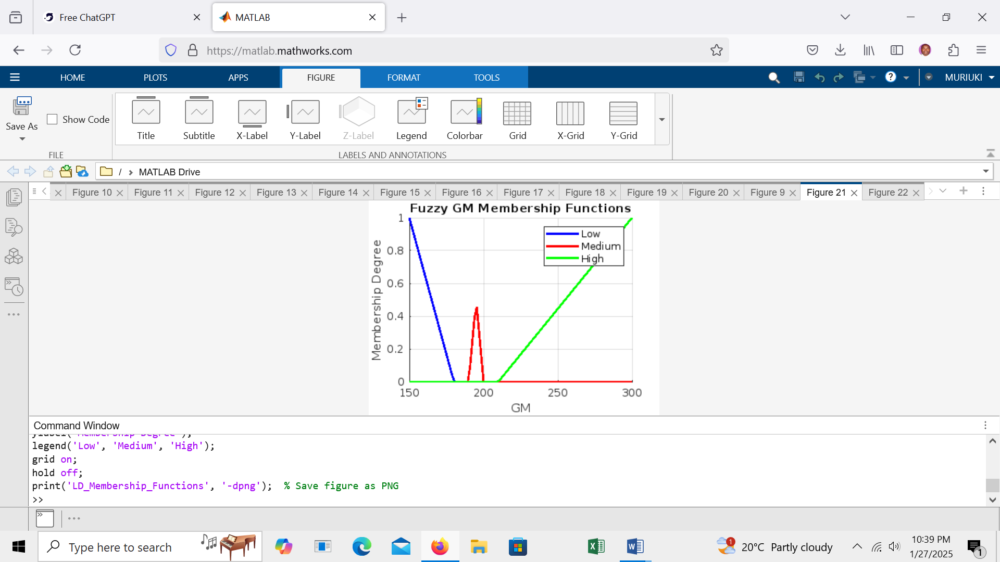 Free ChatGPT
MATLAB
https://matlab.mathworks.com
HOME PLOTS APPS FIGURE FORMAT TOOLS
? MURIUKI
Save As
Show Code
Title Subtitle X-Label Y-Label Z-Label Legend Colorbar Grid X-Grid Y-Grid
FILE LABELS AND ANNOTATIONS
/ › MATLAB Drive
Figure 10 Figure 11 Figure 12 Figure 13 Figure 14 Figure 15 Figure 16 Figure 17 Figure 18 Figure 19 Figure 20 Figure 9 Figure 21 Figure 22
Fuzzy GM Membership Functions
1
0.8
0.6
0.4
0.2
0
Membership Degree
Low
Medium
High
150 200 250 300
GM
Command Window
legend('Low', 'Medium', 'High');
grid on;
hold off;
print('LD_Membership_Functions', '-dpng');  % Save figure as PNG
>>
Type here to search
1
20°C Partly cloudy
10:39 PM
1/27/2025
1